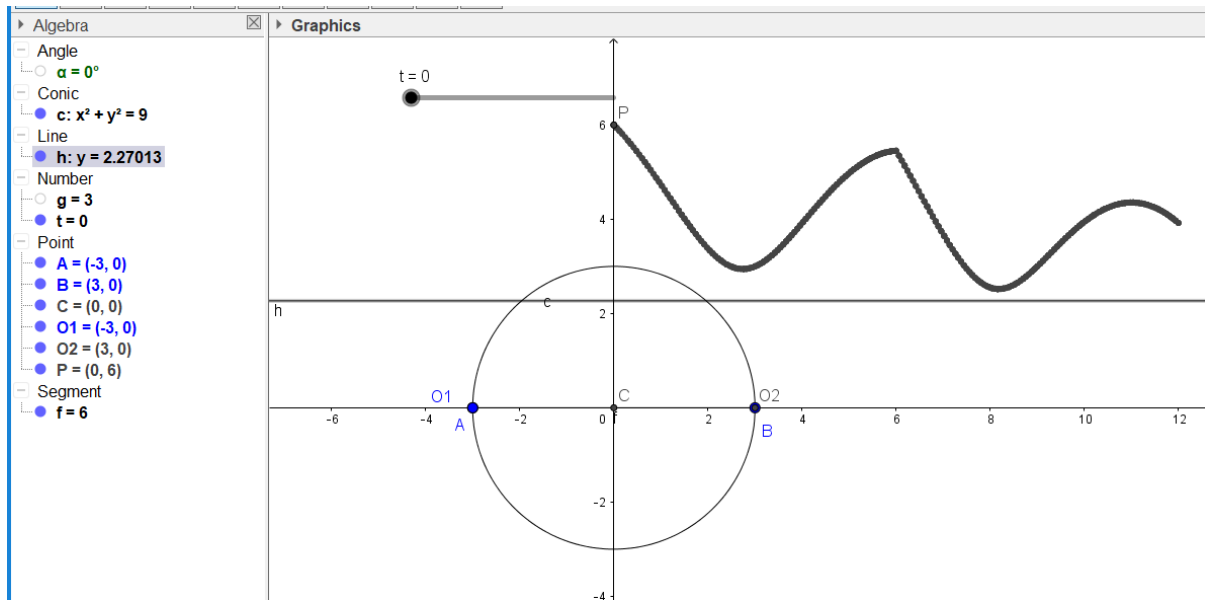 Algebra
Graphics
Angle
α = 0°
Conic
c: x² + y² = 9
Line
h: y = 2.27013
Number
g = 3
t = 0
Point
A = (-3, 0)
B = (3, 0)
C = (0, 0)
O1 = (-3, 0)
O2 = (3, 0)
P = (0, 6)
Segment
f = 6
t = 0
P
6
4
c
2
h
O1
C
O2
A
f
B
-6
-4
-2
0
2
4
6
8
10
12
-2
-4